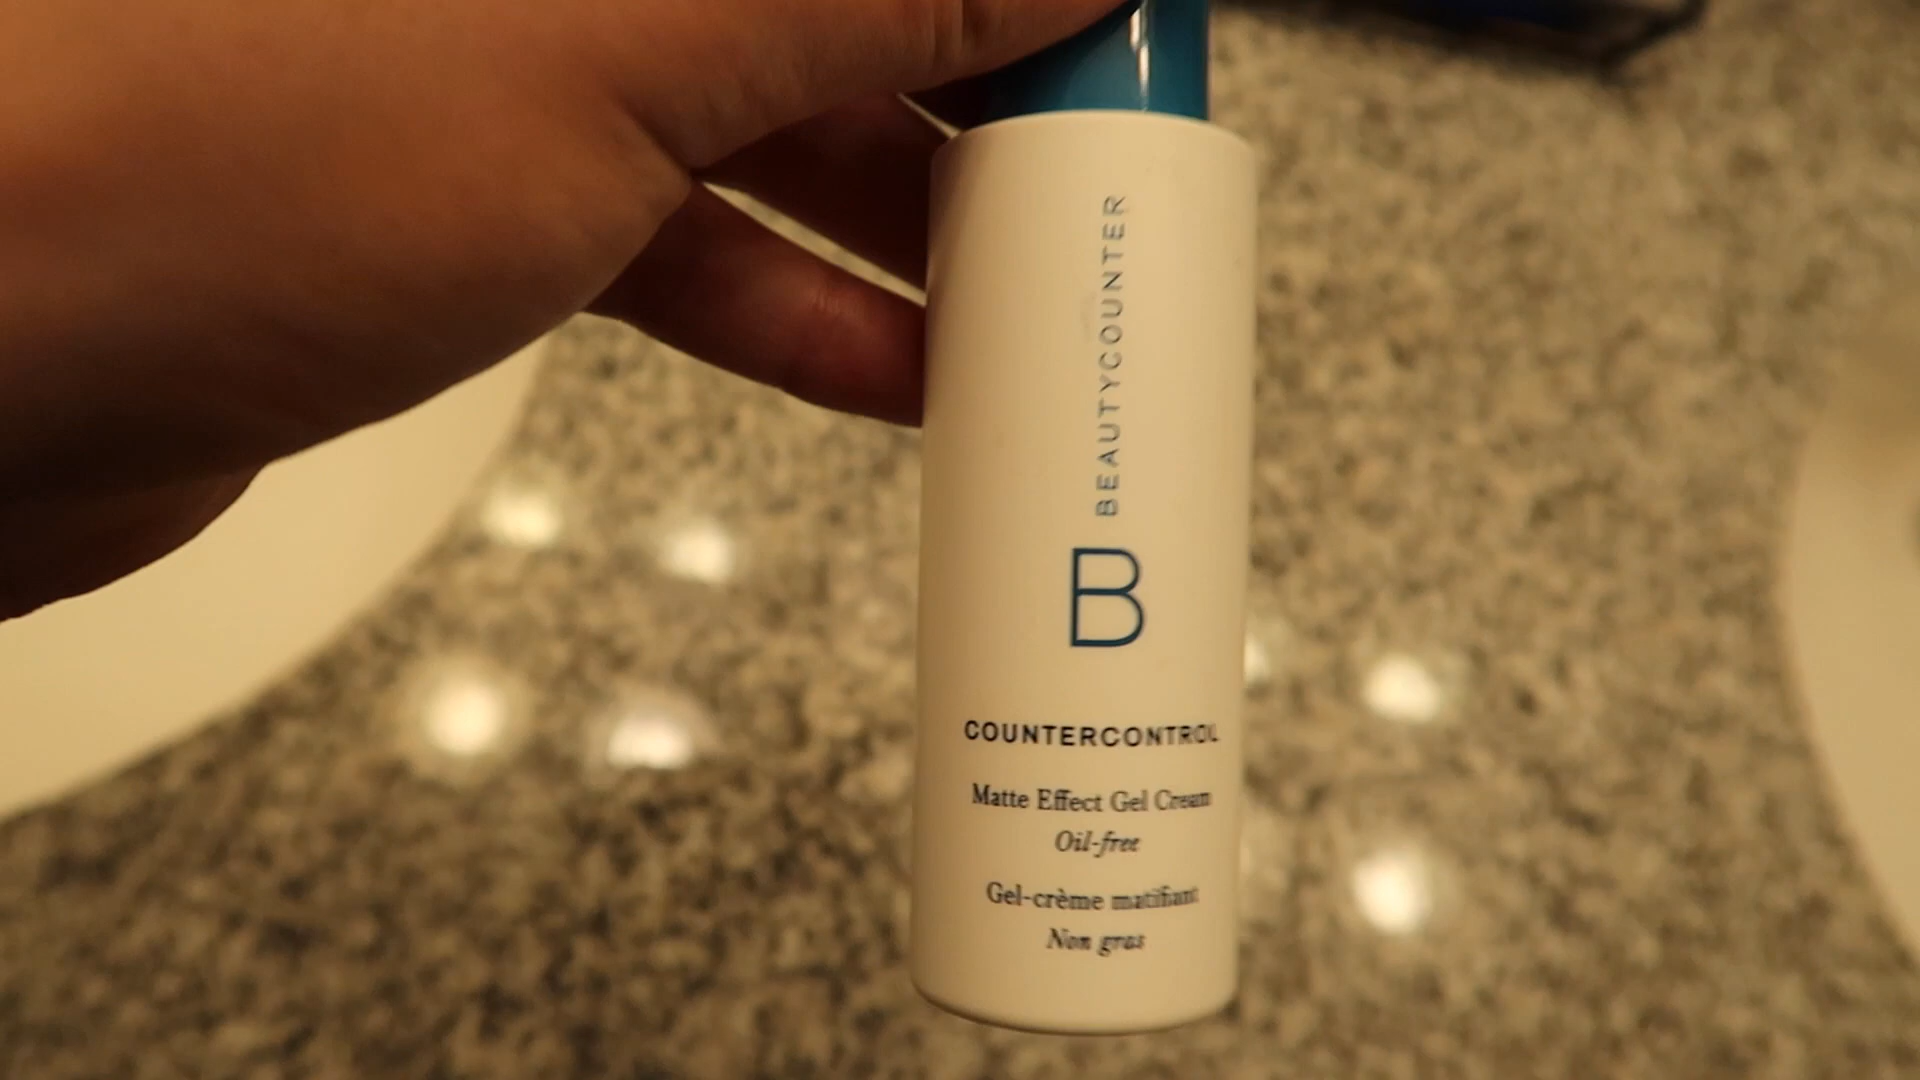 BEAUTYCOUNTER
B
COUNTERCONTROL
Matte Effect Gel Cream
Oil-free
Gel-crème matifiant
Non gras